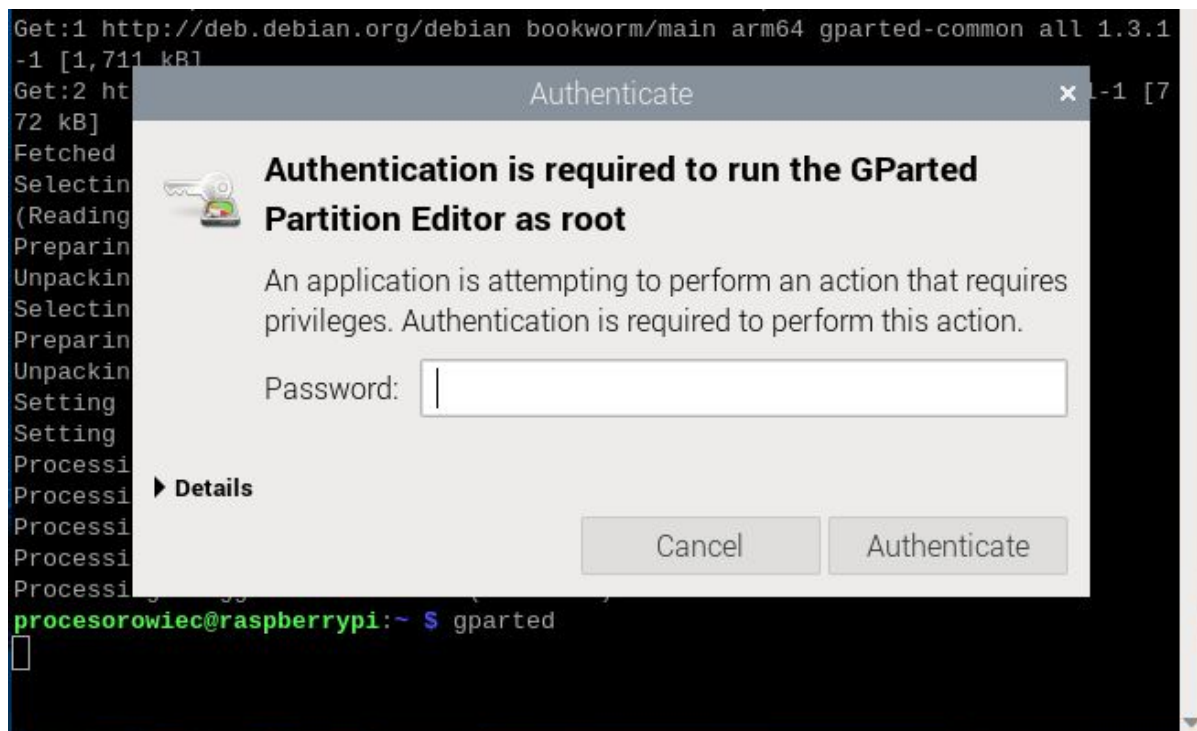 Get:1 http://deb.debian.org/debian bookworm/main arm64 gparted-common all 1.3.1
-1 [1,711 kB]
Get:2 ht
-1 [7
72 kB]
Fetched
Selectin
(Reading
Preparin
Unpackin
Selectin
Preparin
Unpackin
Setting
Setting
Processi
Processi
Processi
Processi
Processi
Authenticate
Authentication is required to run the GParted
Partition Editor as root
An application is attempting to perform an action that requires
privileges. Authentication is required to perform this action.
Password:
Details
Cancel Authenticate
procesorowiec@raspberrypi:~ $ gparted